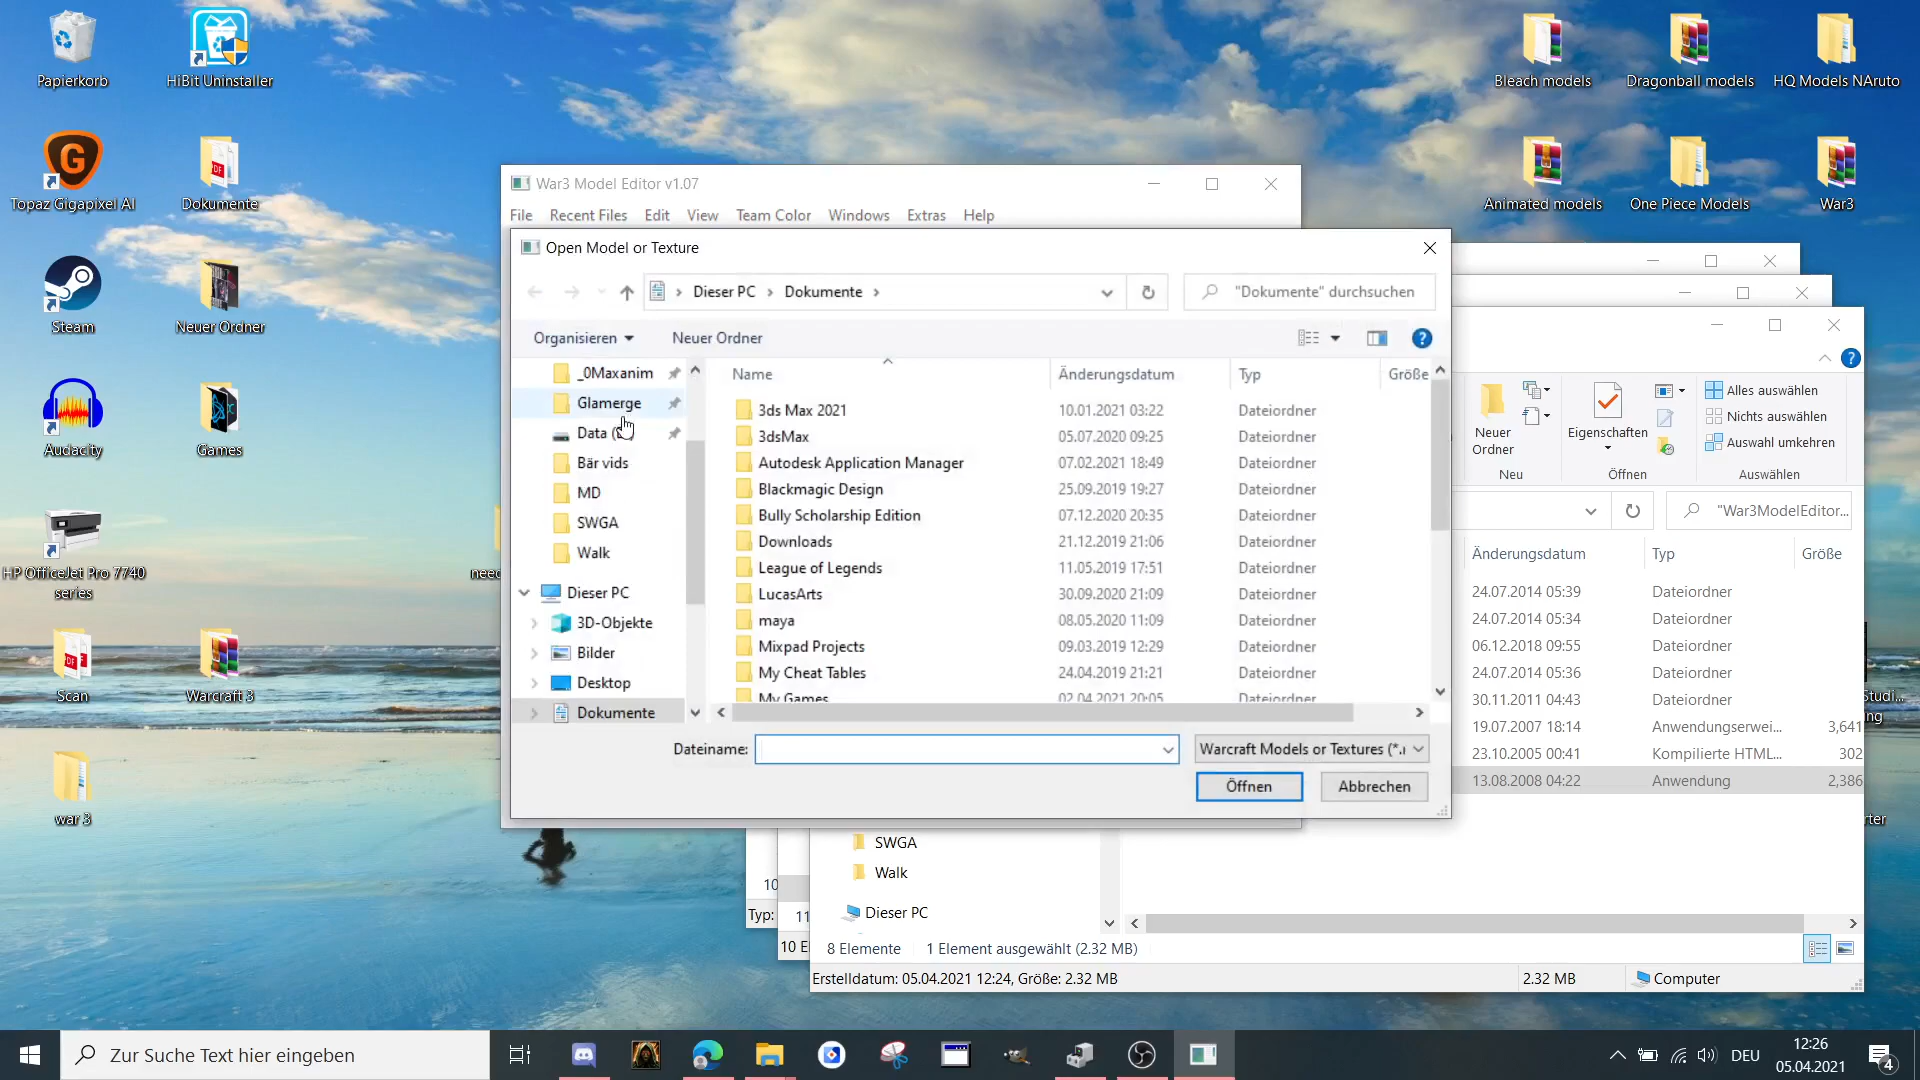 Papierkorb
HiBit Uninstaller
Bleach models
Dragonball models
HQ Models NAruto
Topaz Gigapixel AI
Dokumente
Animated models
One Piece Models
War3
Steam
Neuer Ordner
Audacity
Games
HP OfficeJet Pro 7740
series
Scan
Warcraft 3
war 3
War3 Model Editor v1.07
File Recent Files Edit View Team Color Windows Extras Help
Open Model or Texture
Dieser PC Dokumente
"Dokumente" durchsuchen
Organisieren Neuer Ordner
_0Maxanim
Glamerge
Data
Bär vids
MD
SWGA
Walk
Dieser PC
3D-Objekte
Bilder
Desktop
Dokumente
Name Änderungsdatum Typ Größe
3ds Max 2021 10.01.2021 03:22 Dateiordner
3dsMax 05.07.2020 09:25 Dateiordner
Autodesk Application Manager 07.02.2021 18:49 Dateiordner
Blackmagic Design 25.09.2019 19:27 Dateiordner
Bully Scholarship Edition 07.12.2020 20:35 Dateiordner
Downloads 21.12.2019 21:06 Dateiordner
League of Legends 11.05.2019 17:51 Dateiordner
LucasArts 30.09.2020 21:09 Dateiordner
maya 08.05.2020 11:09 Dateiordner
Mixpad Projects 09.03.2019 12:29 Dateiordner
My Cheat Tables 24.04.2019 21:21 Dateiordner
My Games 02.04.2021 20:05 Dateiordner
Dateiname:
Warcraft Models or Textures (*.
Öffnen Abbrechen
Neuer
Ordner
Neu
Eigenschaften
Öffnen
Alles auswählen
Nichts auswählen
Auswahl umkehren
Auswählen
"War3ModelEditor...
Änderungsdatum Typ Größe
24.07.2014 05:39 Dateiordner
24.07.2014 05:34 Dateiordner
06.12.2018 09:55 Dateiordner
24.07.2014 05:36 Dateiordner
30.11.2011 04:43 Dateiordner
19.07.2007 18:14 Anwendungserwei... 3,641
23.10.2005 00:41 Kompilierte HTML... 302
13.08.2008 04:22 Anwendung 2,386
SWGA
Walk
Dieser PC
10
Typ:
11
10 E
8 Elemente 1 Element ausgewählt (2.32 MB)
Erstelldatum: 05.04.2021 12:24, Größe: 2.32 MB
2.32 MB
Computer
Zur Suche Text hier eingeben
DEU
12:26
05.04.2021
4